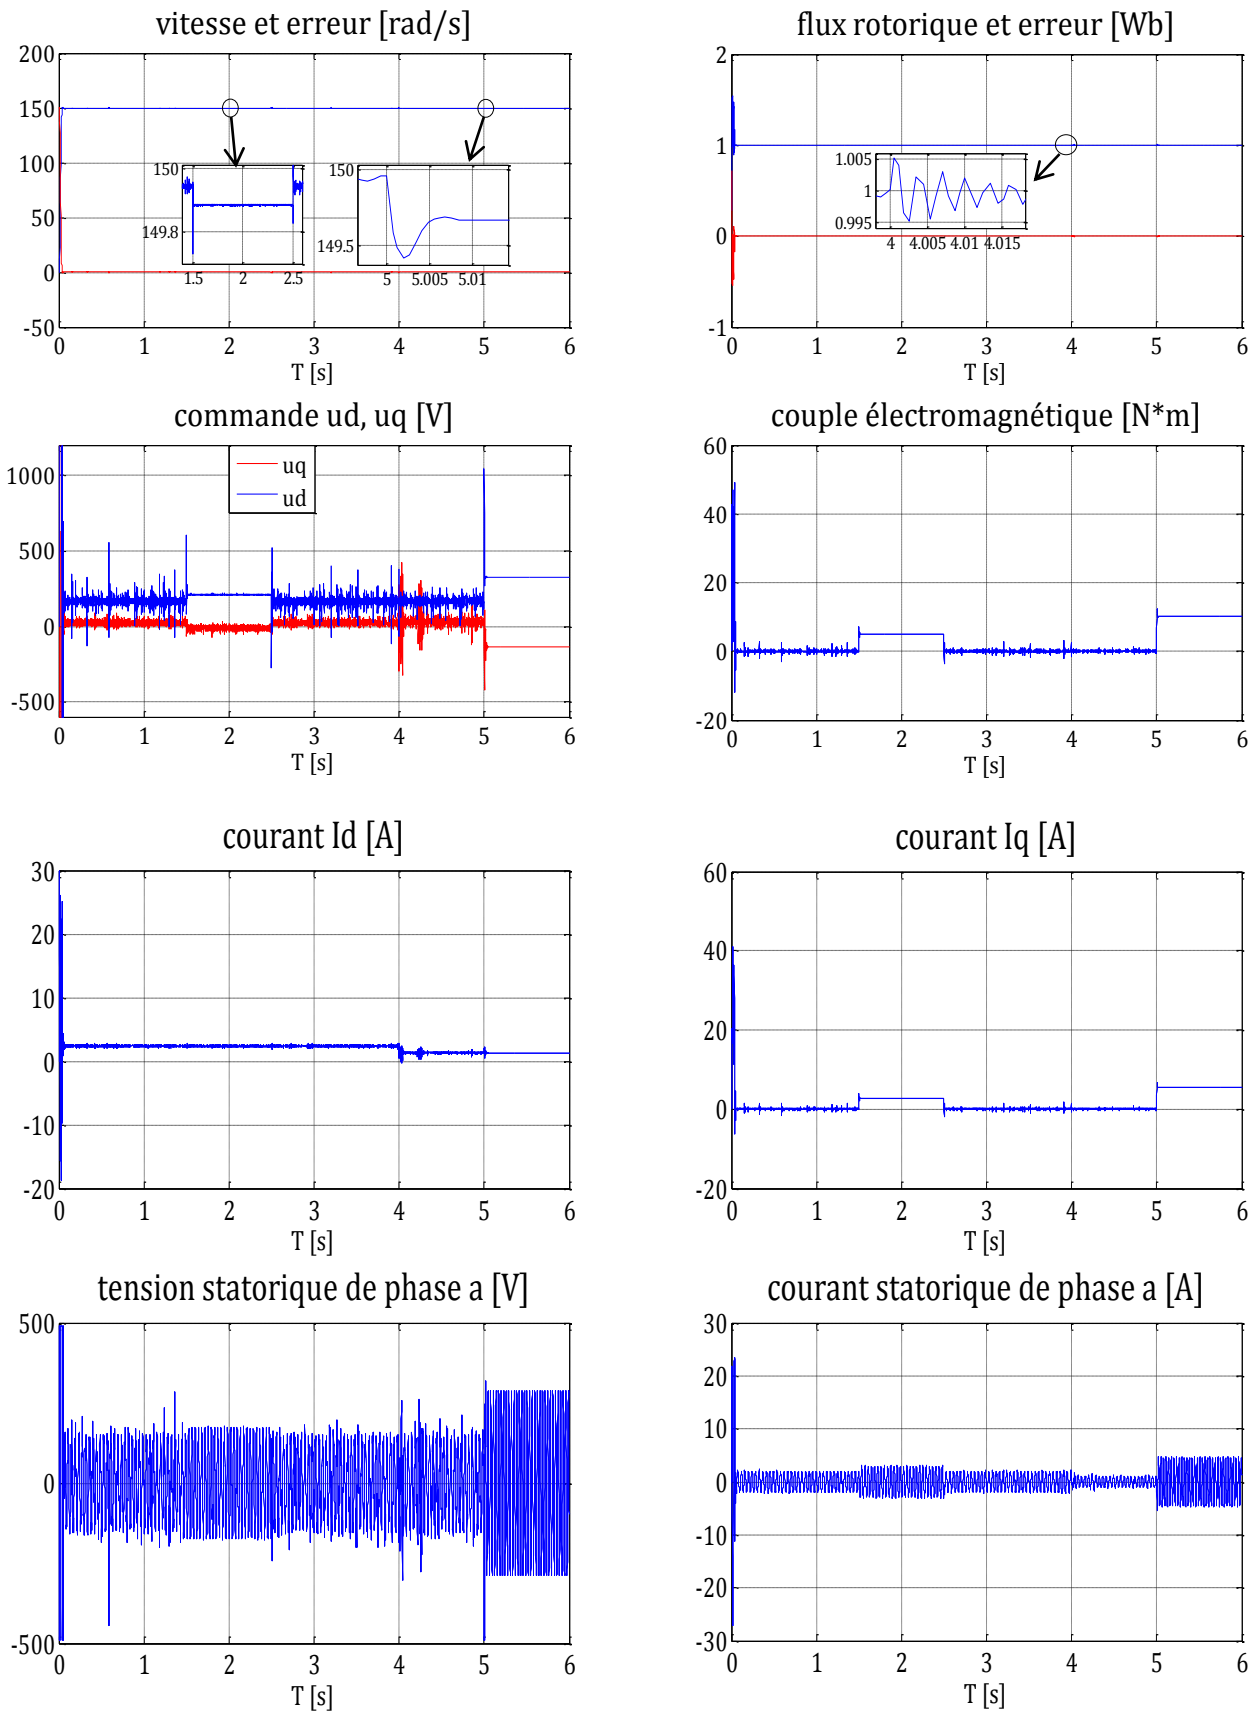 vitesse et erreur [rad/s]
200
150
100
50
0
-50
150
149.8
1.5 2 2.5
150
149.5
5 5.005 5.01
0 1 2 3 4 5 6
T [s]
flux rotorique et erreur [Wb]
2
1
0
-1
1.005
1
0.995
4 4.005 4.01 4.015
0 1 2 3 4 5 6
T [s]
commande ud, uq [V]
1000
500
0
-500
uq
ud
0 1 2 3 4 5 6
T [s]
couple électromagnétique [N*m]
60
40
20
0
-20
0 1 2 3 4 5 6
T [s]
courant Id [A]
30
20
10
0
-10
-20
0 1 2 3 4 5 6
T [s]
courant Iq [A]
60
40
20
0
-20
0 1 2 3 4 5 6
T [s]
tension statorique de phase a [V]
500
0
-500
0 1 2 3 4 5 6
T [s]
courant statorique de phase a [A]
30
20
10
0
-10
-20
-30
0 1 2 3 4 5 6
T [s]